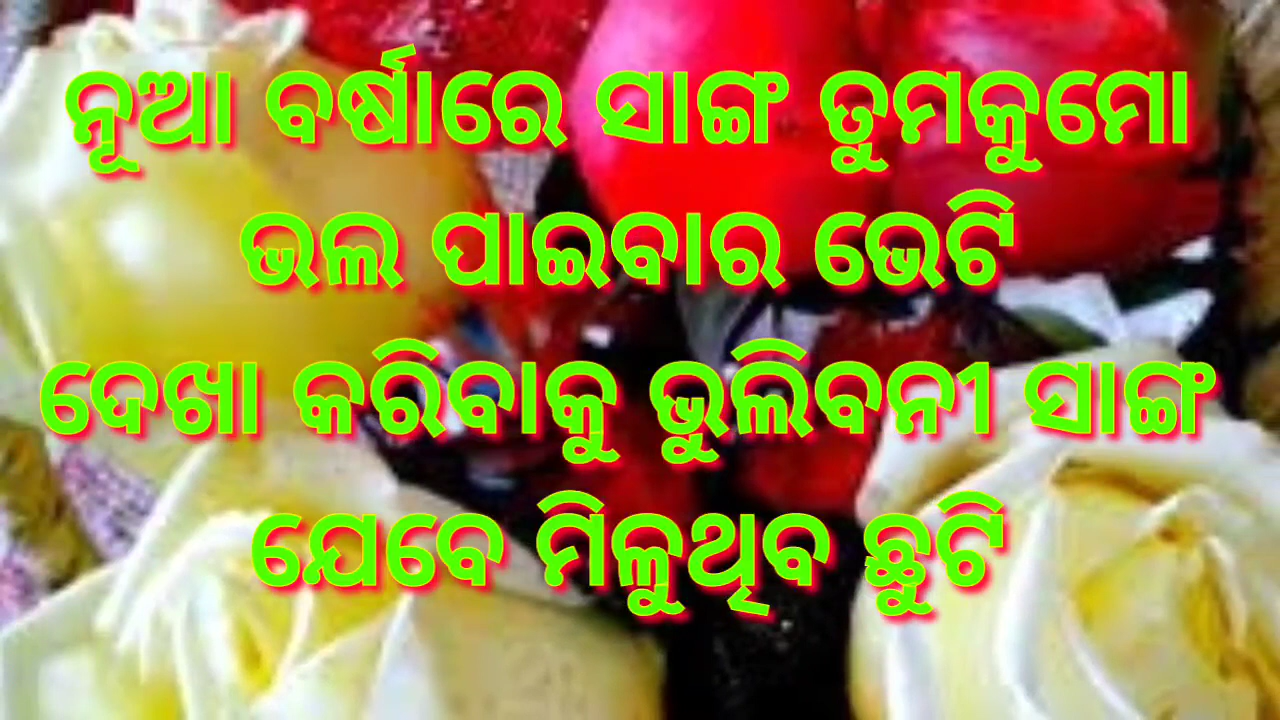 ନୂଆ ବର୍ଷାରେ ସାଙ୍ଗ ତୁମକୁମୋ
ଭଲ ପାଇବାର ଭେଟି
ଦେଖା କରିବାକୁ ଭୁଲିବନୀ ସାଙ୍ଗ
ଯେବେ ମିଳୁଥିବ ଛୁଟି